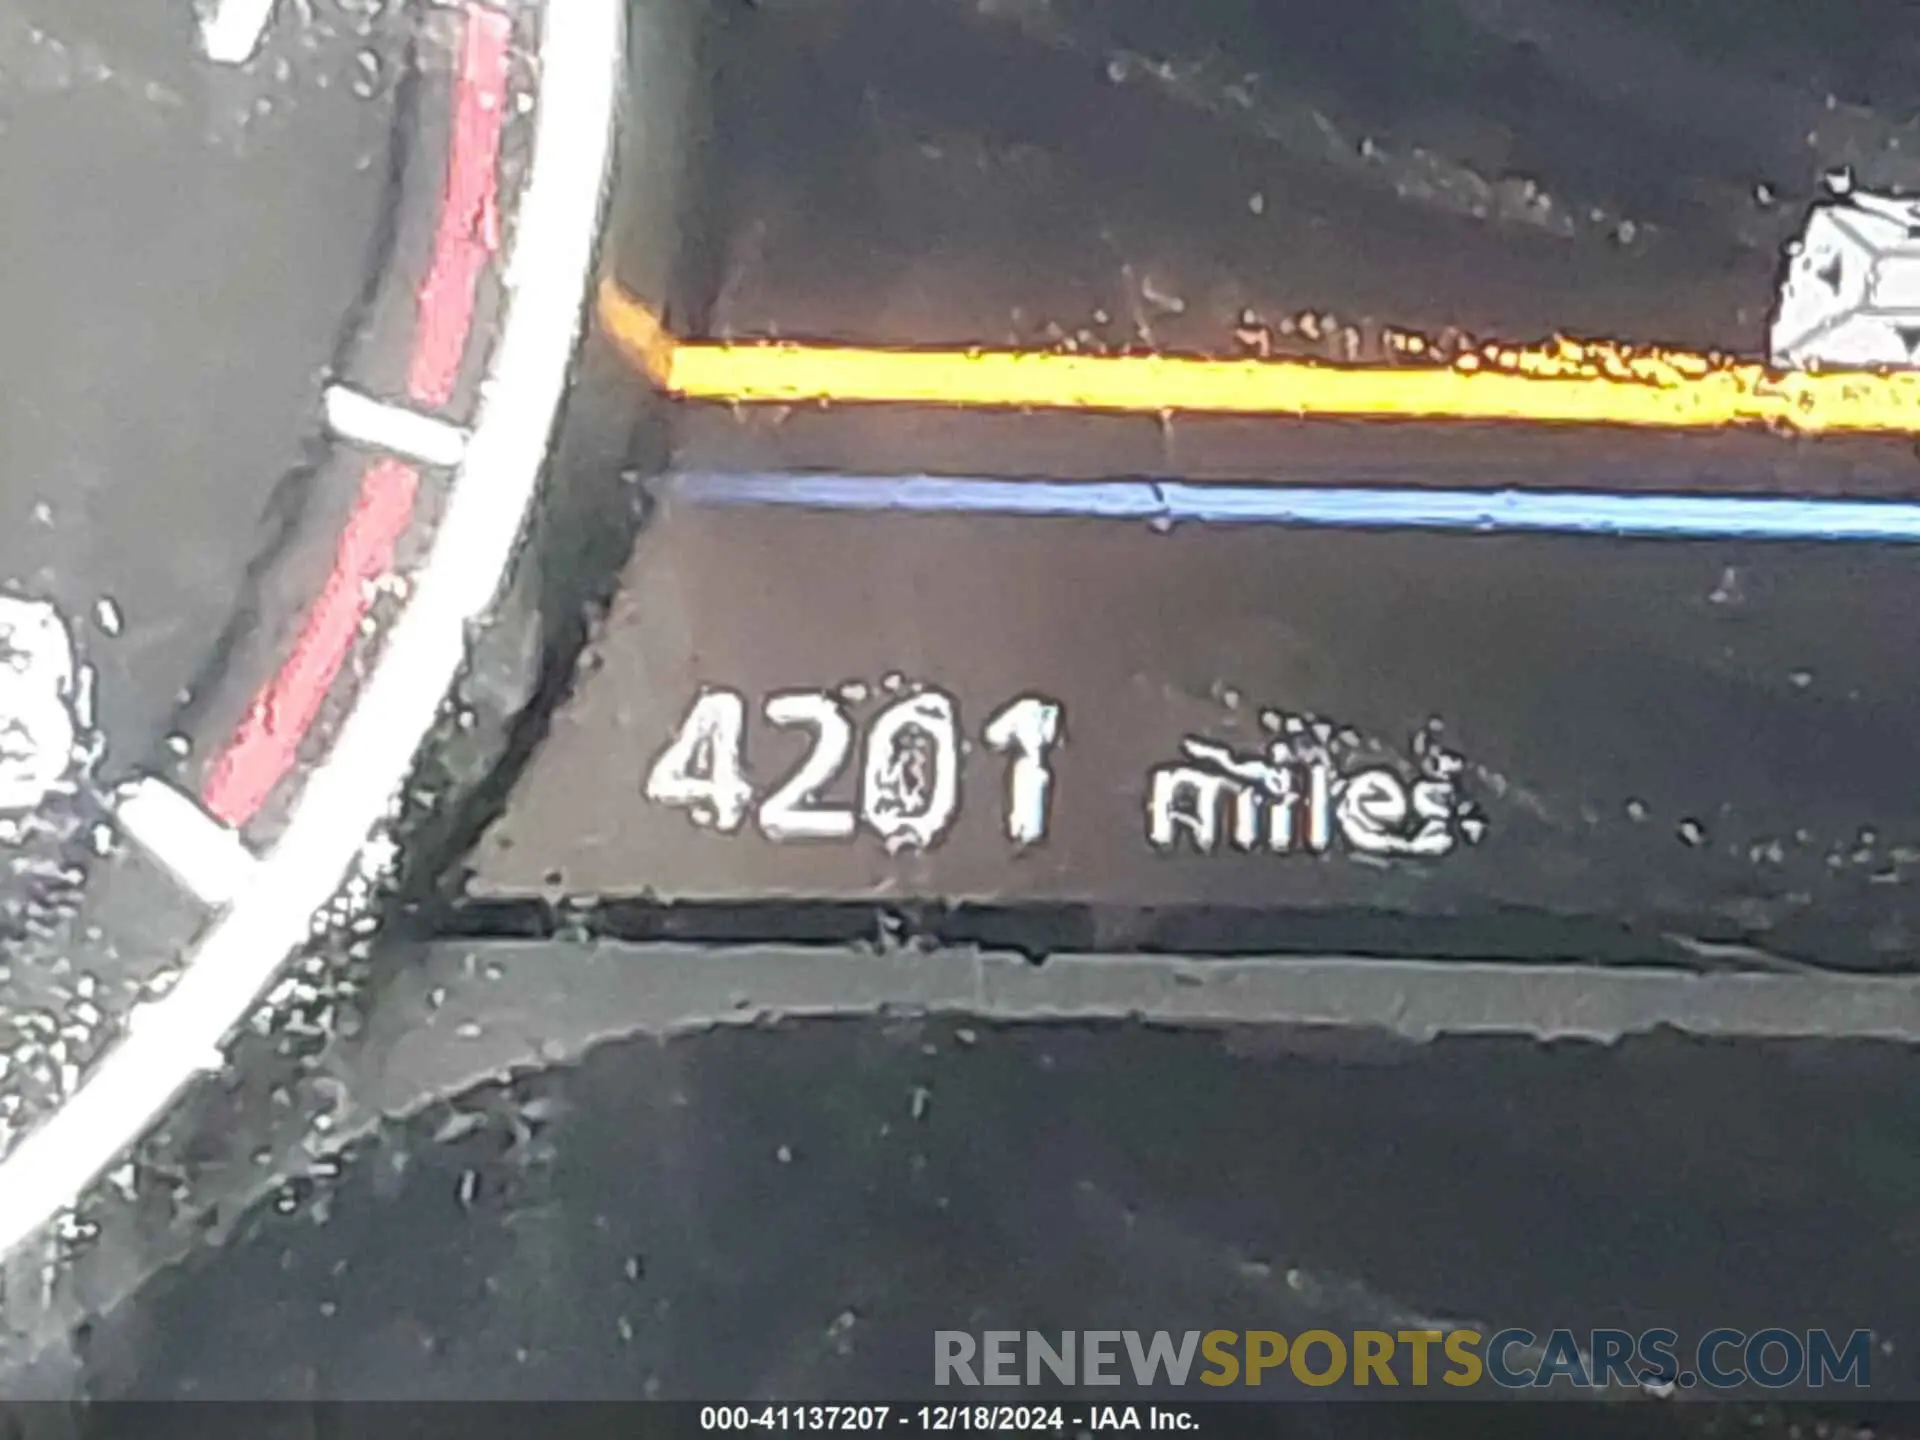 4201 miles
RENEWSPORTSCARS.COM
000-41137207 - 12/18/2024 - IAA Inc.